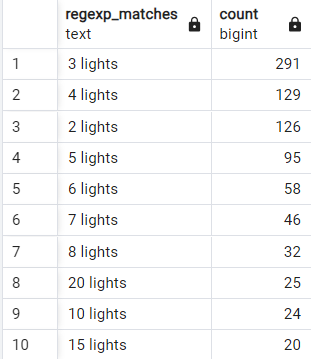 regexp_matches count
text bigint
1 3 lights 291
2 4 lights 129
3 2 lights 126
4 5 lights 95
5 6 lights 58
6 7 lights 46
7 8 lights 32
8 20 lights 25
9 10 lights 24
10 15 lights 20